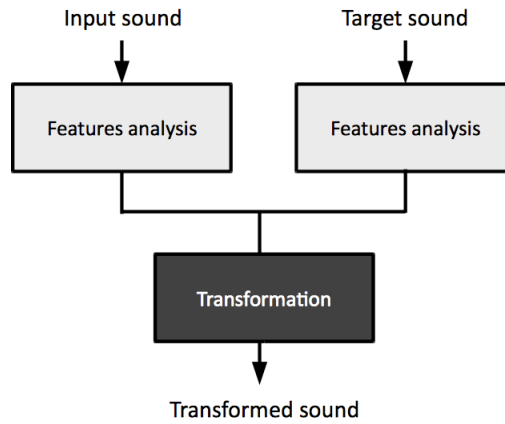 Input sound
Target sound
Features analysis
Features analysis
Transformation
Transformed sound